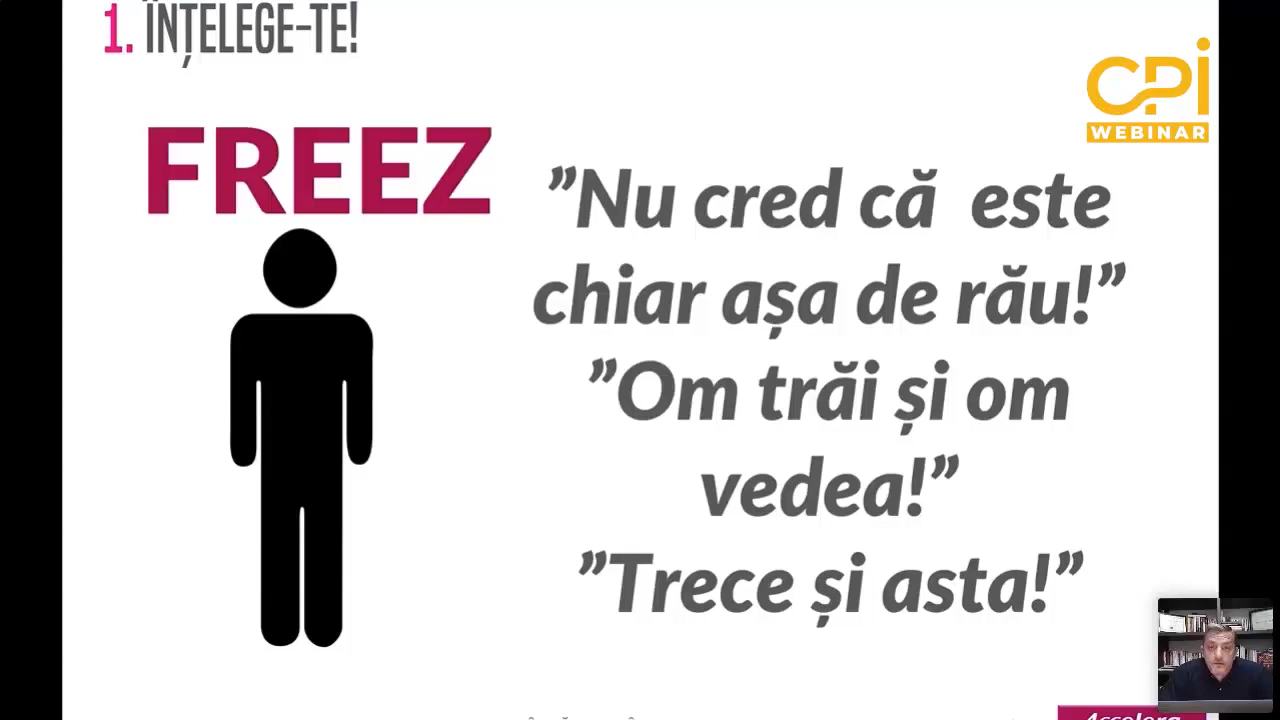 1. ÎNȚELEGE-TE!
CPi
WEBINAR
FREEZ
”Nu cred că este
chiar așa de rău!”
”Om trăi și om
vedea!”
”Trece și asta!”